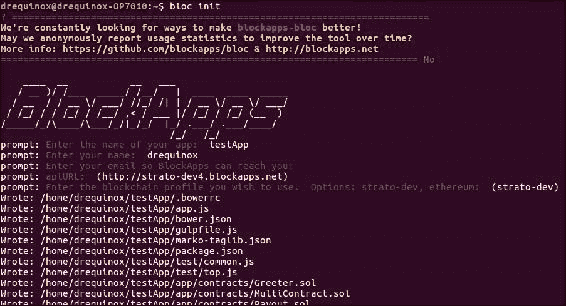 drequinox@drequinox-OP7010:~$ bloc init
? ================================================================
We're constantly looking for ways to make blockapps-bloc better!
May we anonymously report usage statistics to improve the tool over time?
More info: https://github.com/blockapps/bloc & http://blockapps.net
================================================================ No
prompt: Enter the name of your app:  testApp
prompt: Enter your name:  drequinox
prompt: Enter your email so BlockApps can reach you:
prompt: apiURL:  (http://strato-dev4.blockapps.net)
prompt: Enter the blockchain profile you wish to use.  Options: strato-dev, ethereum:  (strato-dev)
Wrote: /home/drequinox/testApp/.bowerrc
Wrote: /home/drequinox/testApp/app.js
Wrote: /home/drequinox/testApp/bower.json
Wrote: /home/drequinox/testApp/gulpfile.js
Wrote: /home/drequinox/testApp/marko-taglib.json
Wrote: /home/drequinox/testApp/package.json
Wrote: /home/drequinox/testApp/test/common.js
Wrote: /home/drequinox/testApp/test/top.js
Wrote: /home/drequinox/testApp/app/contracts/Greeter.sol
Wrote: /home/drequinox/testApp/app/contracts/MultiContract.sol
Wrote: /home/drequinox/testApp/app/contracts/Payout.sol